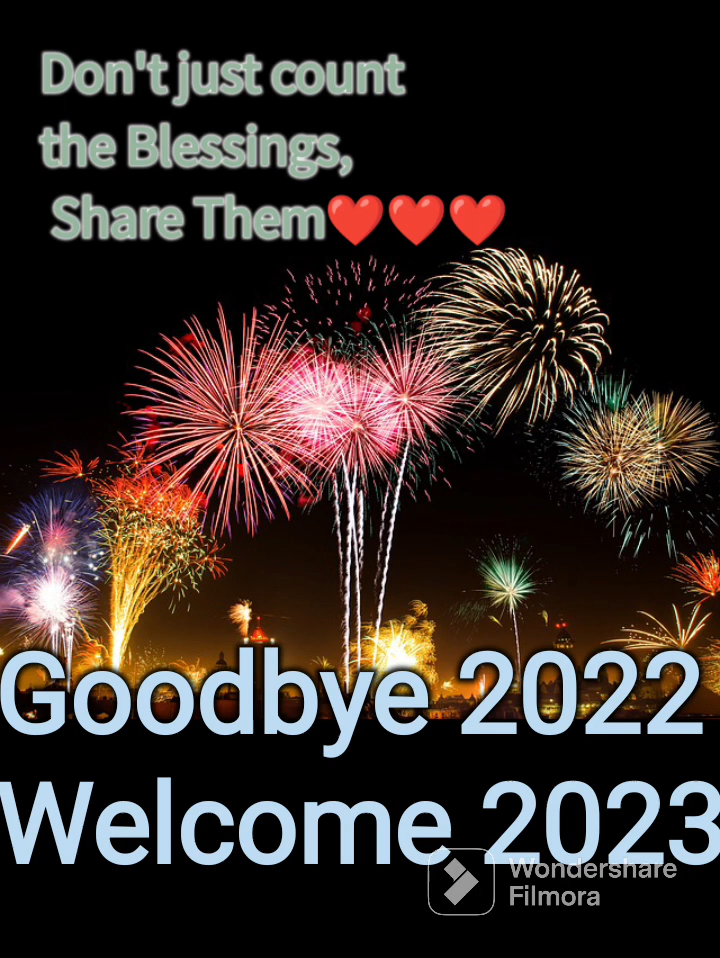 Don't just count
the Blessings,
Share Them❤️❤️❤️
Goodbye 2022
Welcome 2023
Wondershare
Filmora